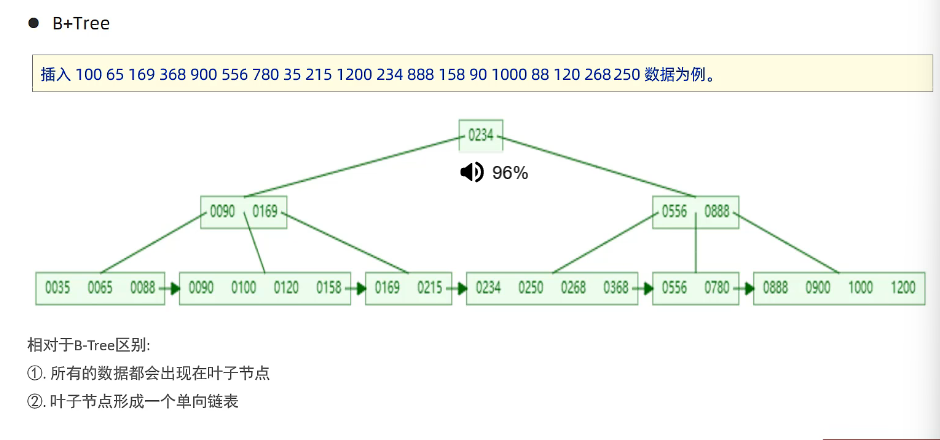 ● B+Tree
插入 100 65 169 368 900 556 780 35 215 1200 234 888 158 90 1000 88 120 268 250 数据为例。
0234
96%
0090 0169 0556 0888
0035 0065 0088 0090 0100 0120 0158 0169 0215 0234 0250 0268 0368 0556 0780 0888 0900 1000 1200
相对于B-Tree区别:
①. 所有的数据都会出现在叶子节点
②. 叶子节点形成一个单向链表